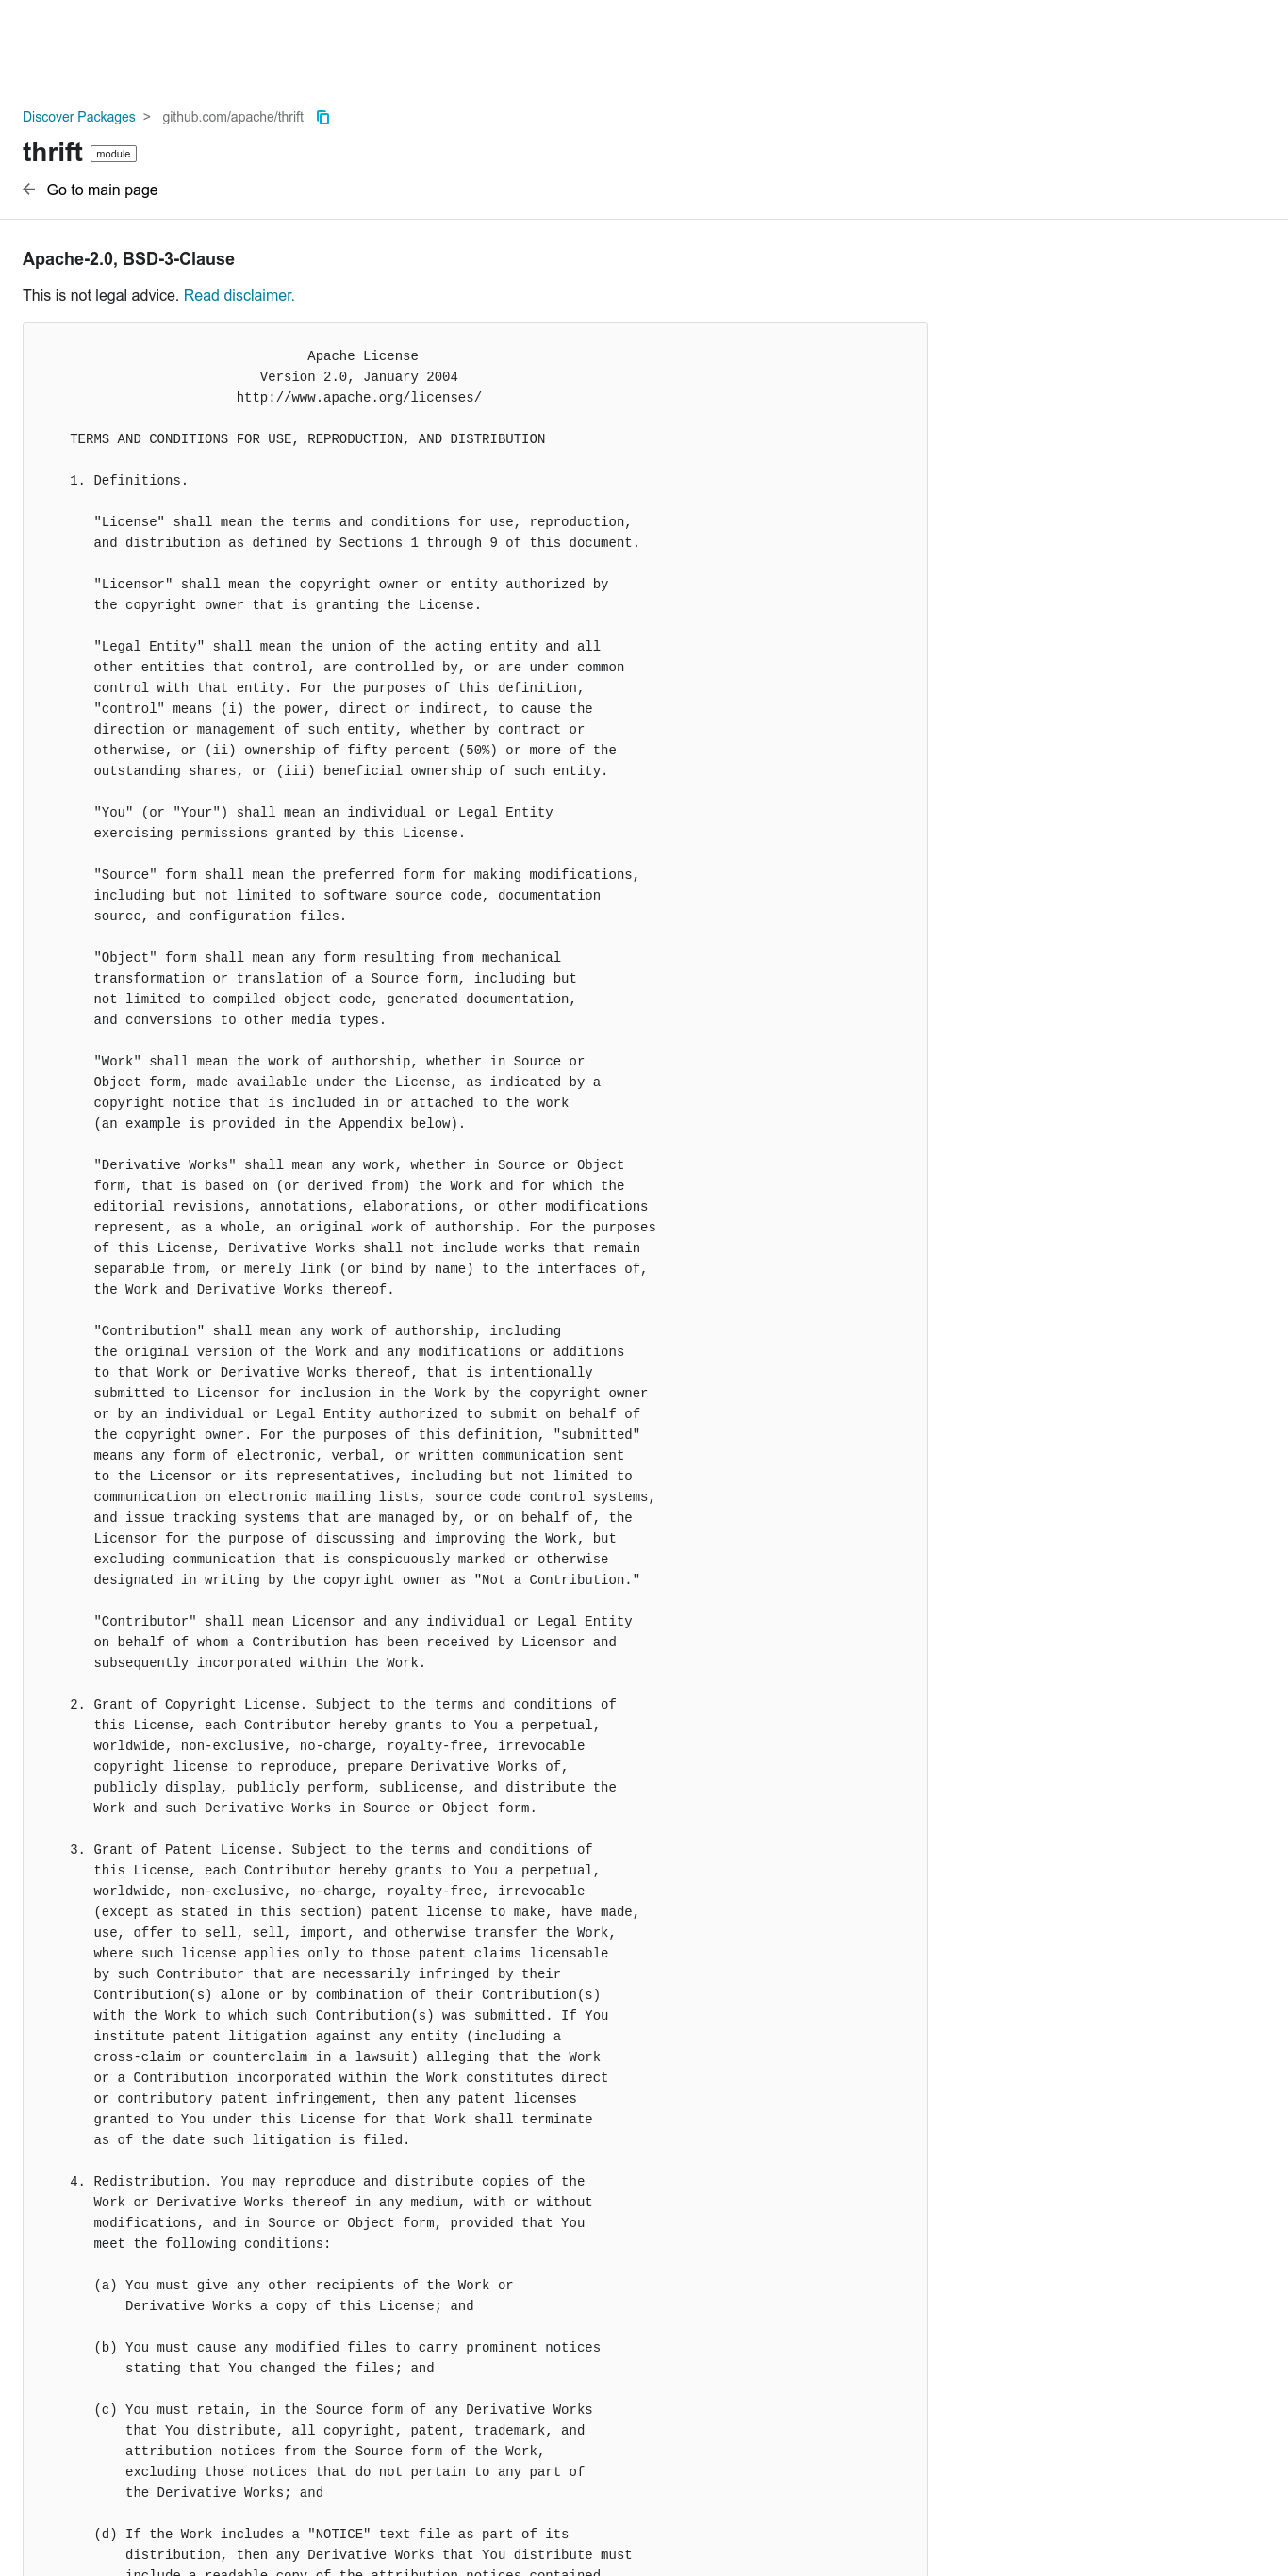 Discover Packages > github.com/apache/thrift
thrift module
Go to main page
Apache-2.0, BSD-3-Clause
This is not legal advice. Read disclaimer.
Apache License
Version 2.0, January 2004
http://www.apache.org/licenses/
TERMS AND CONDITIONS FOR USE, REPRODUCTION, AND DISTRIBUTION
1. Definitions.
"License" shall mean the terms and conditions for use, reproduction,
and distribution as defined by Sections 1 through 9 of this document.
"Licensor" shall mean the copyright owner or entity authorized by
the copyright owner that is granting the License.
"Legal Entity" shall mean the union of the acting entity and all
other entities that control, are controlled by, or are under common
control with that entity. For the purposes of this definition,
"control" means (i) the power, direct or indirect, to cause the
direction or management of such entity, whether by contract or
otherwise, or (ii) ownership of fifty percent (50%) or more of the
outstanding shares, or (iii) beneficial ownership of such entity.
"You" (or "Your") shall mean an individual or Legal Entity
exercising permissions granted by this License.
"Source" form shall mean the preferred form for making modifications,
including but not limited to software source code, documentation
source, and configuration files.
"Object" form shall mean any form resulting from mechanical
transformation or translation of a Source form, including but
not limited to compiled object code, generated documentation,
and conversions to other media types.
"Work" shall mean the work of authorship, whether in Source or
Object form, made available under the License, as indicated by a
copyright notice that is included in or attached to the work
(an example is provided in the Appendix below).
"Derivative Works" shall mean any work, whether in Source or Object
form, that is based on (or derived from) the Work and for which the
editorial revisions, annotations, elaborations, or other modifications
represent, as a whole, an original work of authorship. For the purposes
of this License, Derivative Works shall not include works that remain
separable from, or merely link (or bind by name) to the interfaces of,
the Work and Derivative Works thereof.
"Contribution" shall mean any work of authorship, including
the original version of the Work and any modifications or additions
to that Work or Derivative Works thereof, that is intentionally
submitted to Licensor for inclusion in the Work by the copyright owner
or by an individual or Legal Entity authorized to submit on behalf of
the copyright owner. For the purposes of this definition, "submitted"
means any form of electronic, verbal, or written communication sent
to the Licensor or its representatives, including but not limited to
communication on electronic mailing lists, source code control systems,
and issue tracking systems that are managed by, or on behalf of, the
Licensor for the purpose of discussing and improving the Work, but
excluding communication that is conspicuously marked or otherwise
designated in writing by the copyright owner as "Not a Contribution."
"Contributor" shall mean Licensor and any individual or Legal Entity
on behalf of whom a Contribution has been received by Licensor and
subsequently incorporated within the Work.
2. Grant of Copyright License. Subject to the terms and conditions of
this License, each Contributor hereby grants to You a perpetual,
worldwide, non-exclusive, no-charge, royalty-free, irrevocable
copyright license to reproduce, prepare Derivative Works of,
publicly display, publicly perform, sublicense, and distribute the
Work and such Derivative Works in Source or Object form.
3. Grant of Patent License. Subject to the terms and conditions of
this License, each Contributor hereby grants to You a perpetual,
worldwide, non-exclusive, no-charge, royalty-free, irrevocable
(except as stated in this section) patent license to make, have made,
use, offer to sell, sell, import, and otherwise transfer the Work,
where such license applies only to those patent claims licensable
by such Contributor that are necessarily infringed by their
Contribution(s) alone or by combination of their Contribution(s)
with the Work to which such Contribution(s) was submitted. If You
institute patent litigation against any entity (including a
cross-claim or counterclaim in a lawsuit) alleging that the Work
or a Contribution incorporated within the Work constitutes direct
or contributory patent infringement, then any patent licenses
granted to You under this License for that Work shall terminate
as of the date such litigation is filed.
4. Redistribution. You may reproduce and distribute copies of the
Work or Derivative Works thereof in any medium, with or without
modifications, and in Source or Object form, provided that You
meet the following conditions:
(a) You must give any other recipients of the Work or
Derivative Works a copy of this License; and
(b) You must cause any modified files to carry prominent notices
stating that You changed the files; and
(c) You must retain, in the Source form of any Derivative Works
that You distribute, all copyright, patent, trademark, and
attribution notices from the Source form of the Work,
excluding those notices that do not pertain to any part of
the Derivative Works; and
(d) If the Work includes a "NOTICE" text file as part of its
distribution, then any Derivative Works that You distribute must
include a readable copy of the attribution notices contained